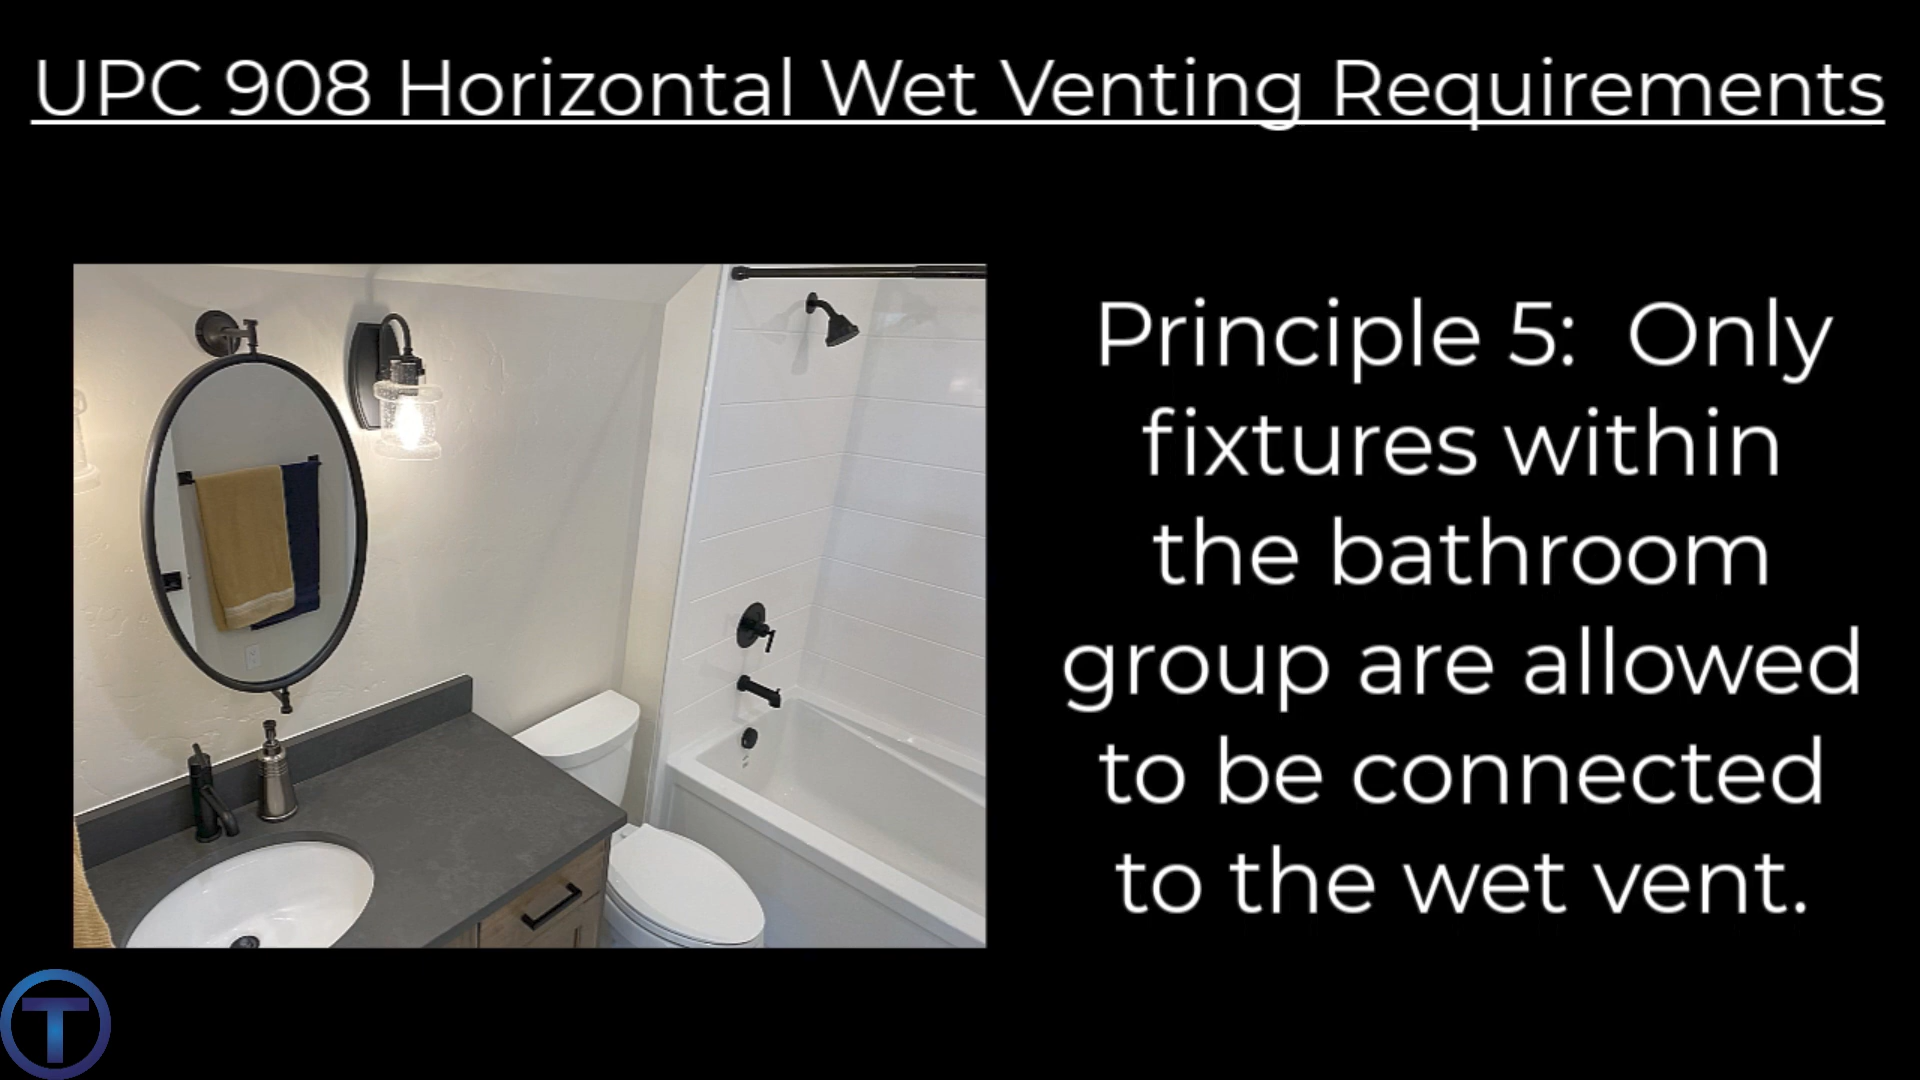 UPC 908 Horizontal Wet Venting Requirements
Principle 5:  Only
fixtures within
the bathroom
group are allowed
to be connected
to the wet vent.
T